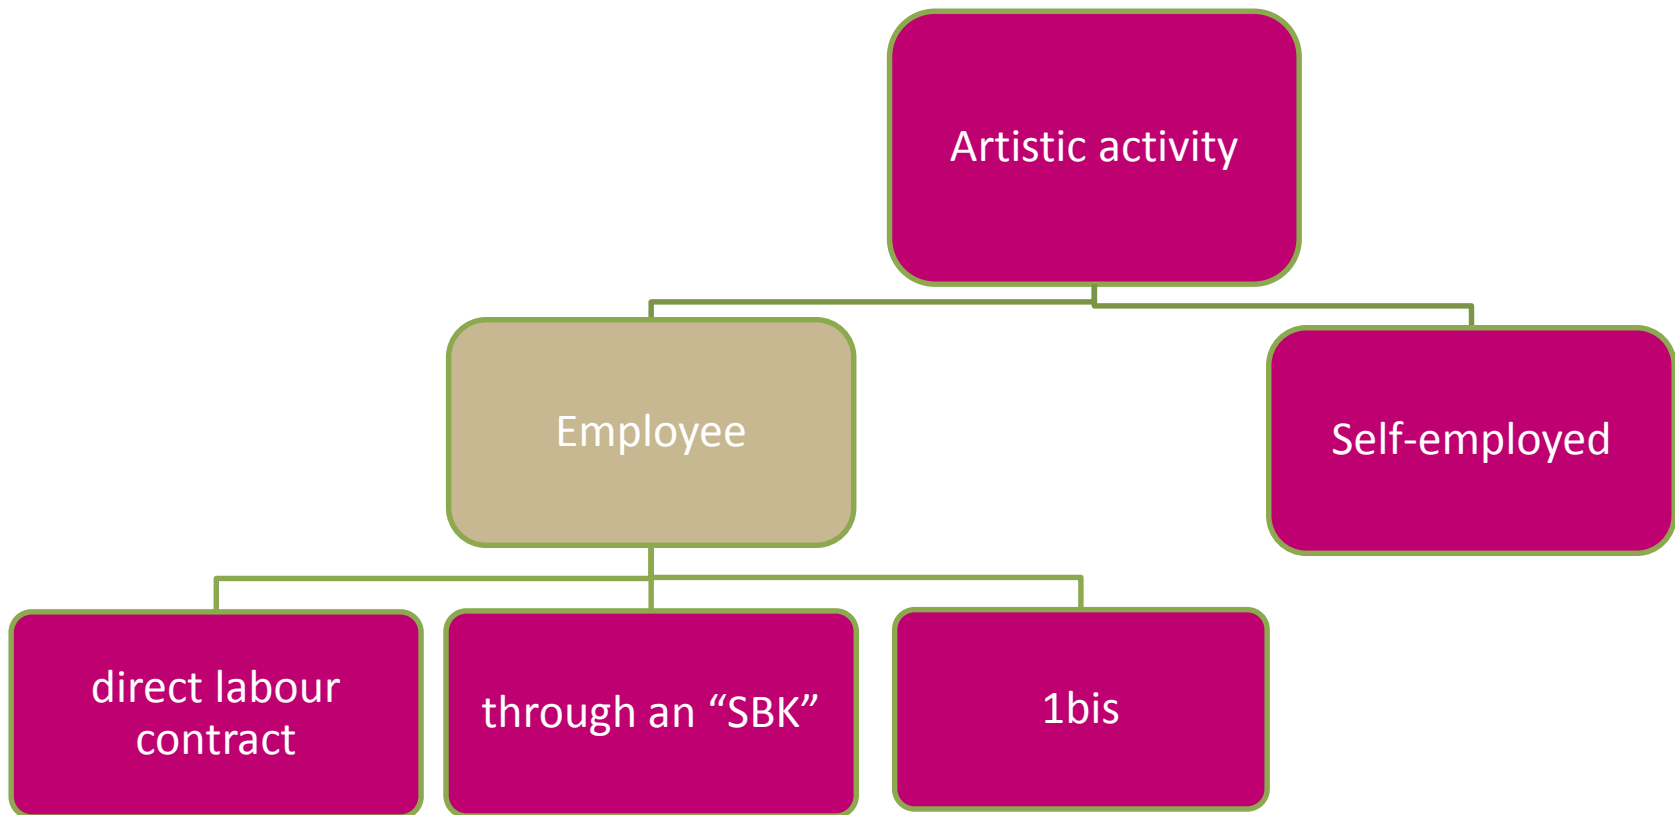 Artistic activity
Employee
Self-employed
direct labour
contract
through an “SBK”
1bis